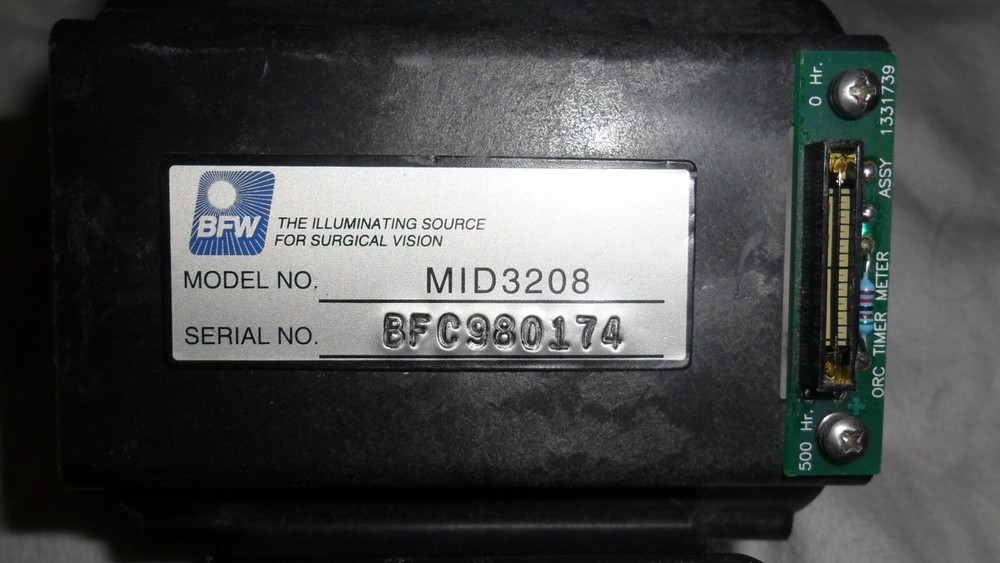 BFW
THE ILLUMINATING SOURCE
FOR SURGICAL VISION
MODEL NO. MID3208
SERIAL NO. BFC980174
0 Hr.
500 Hr.
ORC TIMER METER ASSY 1331739
+